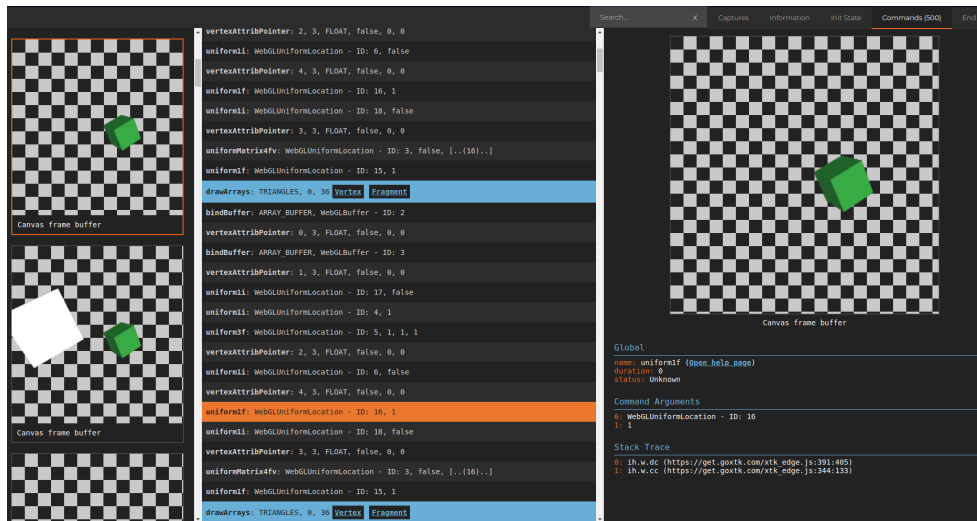 Search... X Captures Information Init State Commands (500) End
Canvas frame buffer
Canvas frame buffer
vertexAttribPointer: 2, 3, FLOAT, false, 0, 0
uniform1i: WebGLUniformLocation - ID: 6, false
vertexAttribPointer: 4, 3, FLOAT, false, 0, 0
uniform1f: WebGLUniformLocation - ID: 16, 1
uniform1i: WebGLUniformLocation - ID: 18, false
vertexAttribPointer: 3, 3, FLOAT, false, 0, 0
uniformMatrix4fv: WebGLUniformLocation - ID: 3, false, [..(16)..]
uniform1f: WebGLUniformLocation - ID: 15, 1
drawArrays: TRIANGLES, 0, 36 Vertex Fragment
bindBuffer: ARRAY_BUFFER, WebGLBuffer - ID: 2
vertexAttribPointer: 0, 3, FLOAT, false, 0, 0
bindBuffer: ARRAY_BUFFER, WebGLBuffer - ID: 3
vertexAttribPointer: 1, 3, FLOAT, false, 0, 0
uniform1i: WebGLUniformLocation - ID: 17, false
uniform1i: WebGLUniformLocation - ID: 4, 1
uniform3f: WebGLUniformLocation - ID: 5, 1, 1, 1
vertexAttribPointer: 2, 3, FLOAT, false, 0, 0
uniform1i: WebGLUniformLocation - ID: 6, false
vertexAttribPointer: 4, 3, FLOAT, false, 0, 0
uniform1f: WebGLUniformLocation - ID: 16, 1
uniform1i: WebGLUniformLocation - ID: 18, false
vertexAttribPointer: 3, 3, FLOAT, false, 0, 0
uniformMatrix4fv: WebGLUniformLocation - ID: 3, false, [..(16)..]
uniform1f: WebGLUniformLocation - ID: 15, 1
drawArrays: TRIANGLES, 0, 36 Vertex Fragment
Canvas frame buffer
Global
name: uniform1f (Open help page)
duration: 0
status: Unknown
Command Arguments
0: WebGLUniformLocation - ID: 16
1: 1
Stack Trace
0: ih.w.dc (https://get.goxtk.com/xtk_edge.js:391:405)
1: ih.w.cc (https://get.goxtk.com/xtk_edge.js:344:133)